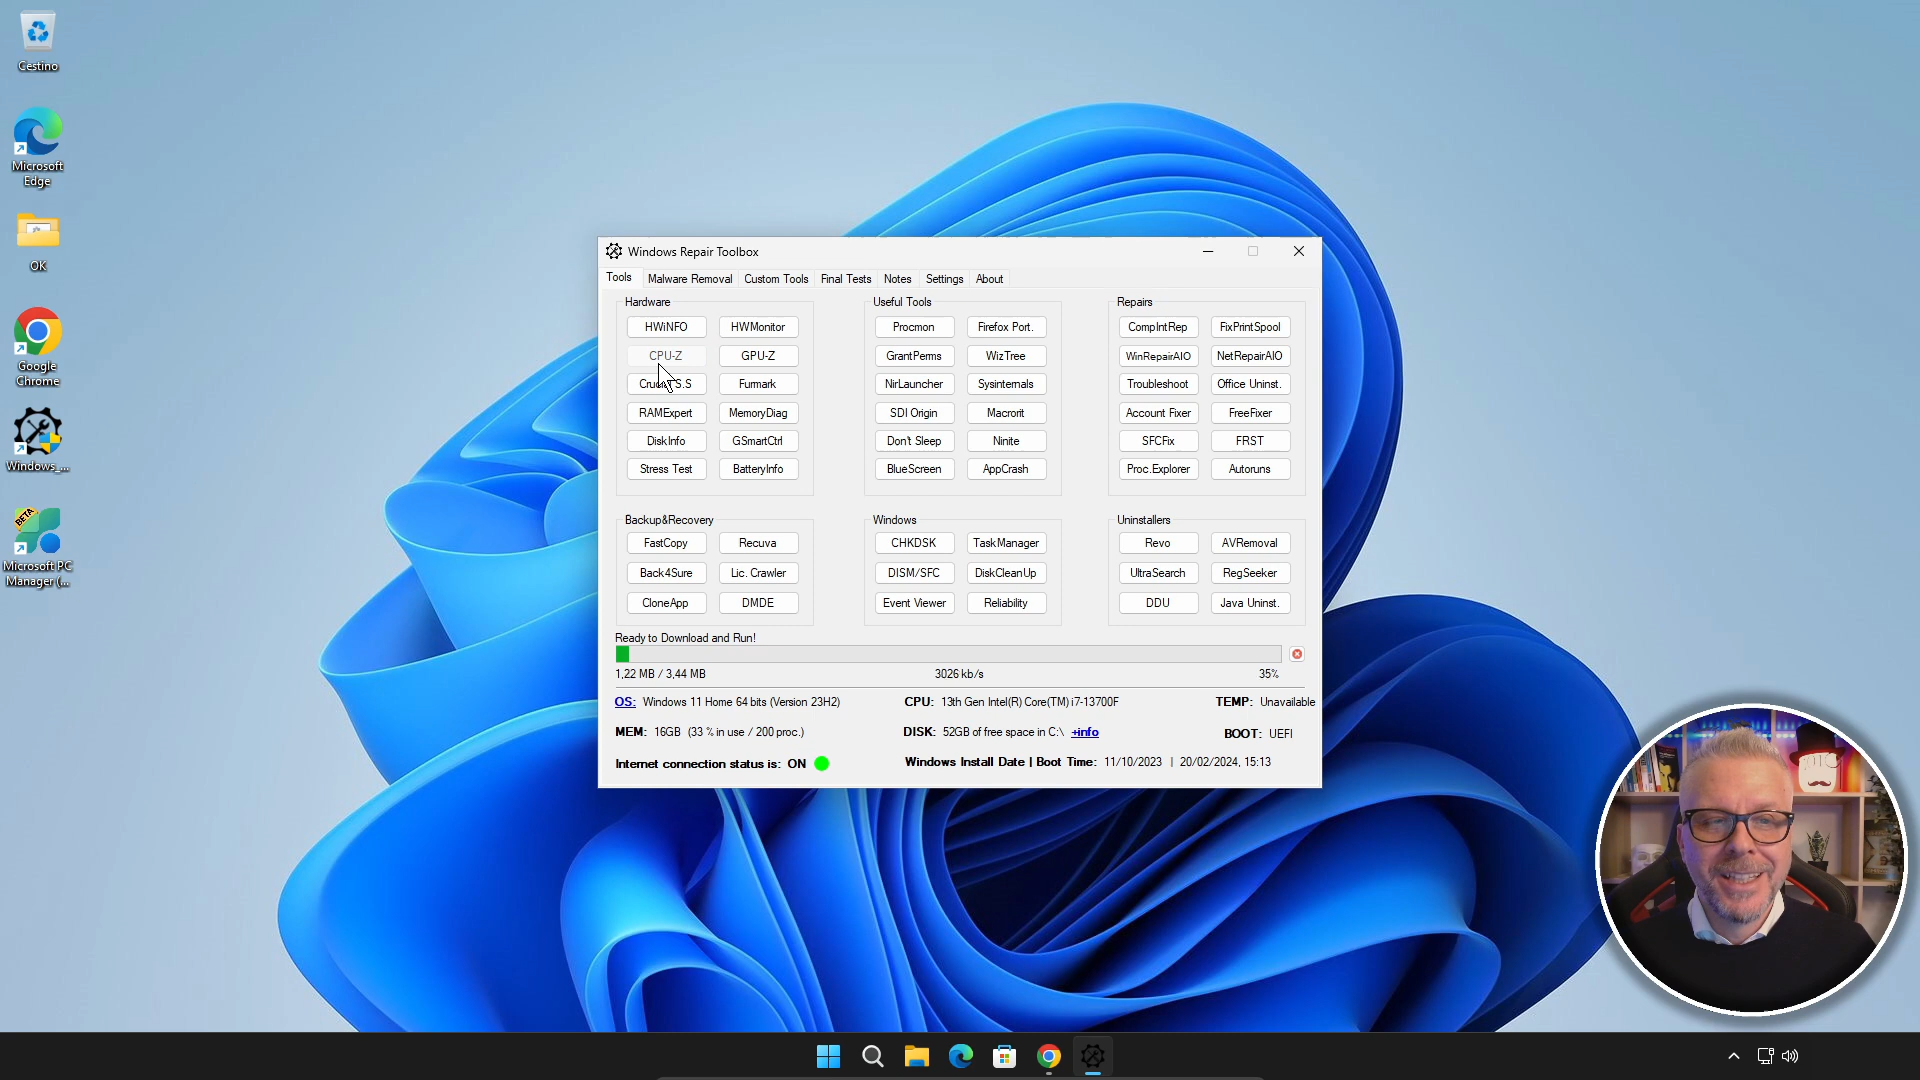 Cestino
Microsoft
Edge
OK
Google
Chrome
Windows_...
BETA
Microsoft PC
Manager (...
Windows Repair Toolbox
Tools Malware Removal Custom Tools Final Tests Notes Settings About
Hardware
HWiNFO HWMonitor
CPU-Z GPU-Z
S.S Furmark
RAMExpert MemoryDiag
DiskInfo GSmartCtrl
Stress Test BatteryInfo
Useful Tools
Procmon Firefox Port.
GrantPerms WizTree
NirLauncher Sysinternals
SDI Origin Macrorit
Don't Sleep Ninite
BlueScreen AppCrash
Repairs
CompIntRep FixPrintSpool
WinRepairAIO NetRepairAIO
Troubleshoot Office Uninst.
Account Fixer FreeFixer
SFCFix FRST
Proc.Explorer Autoruns
Backup&Recovery
FastCopy Recuva
Back4Sure Lic. Crawler
CloneApp DMDE
Windows
CHKDSK TaskManager
DISM/SFC DiskCleanUp
Event Viewer Reliability
Uninstallers
Revo AVRemoval
UltraSearch RegSeeker
DDU Java Uninst.
Ready to Download and Run!
1,22 MB / 3,44 MB 3026 kb/s 35%
OS: Windows 11 Home 64 bits (Version 23H2) CPU: 13th Gen Intel(R) Core(TM) i7-13700F TEMP: Unavailable
MEM: 16GB (33 % in use / 200 proc.) DISK: 52GB of free space in C:\ +info BOOT: UEFI
Internet connection status is: ON Windows Install Date | Boot Time: 11/10/2023 | 20/02/2024, 15:13